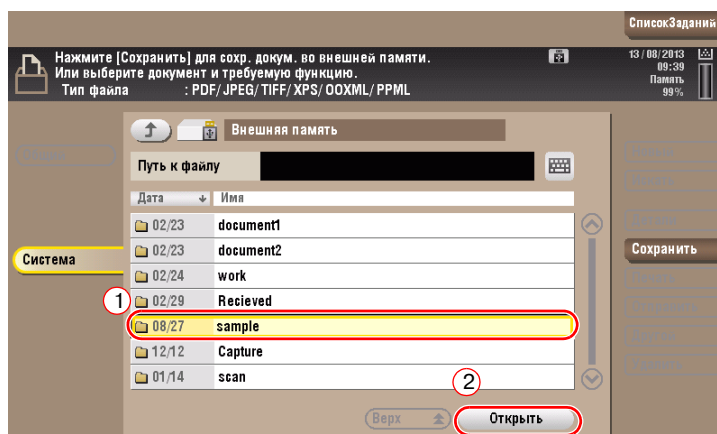 СписокЗаданий
Нажмите [Сохранить] для сохр. докум. во внешней памяти.
Или выберите документ и требуемую функцию.
Тип файла : PDF/JPEG/TIFF/XPS/OOXML/PPML
13/08/2013
09:39
Память
99%
Внешняя память
Путь к файлу
Дата Имя
02/23 document1
02/23 document2
Система
Сохранить
02/24 work
1
02/29 Recieved
08/27 sample
12/12 Capture
01/14 scan
2
Верх
Открыть